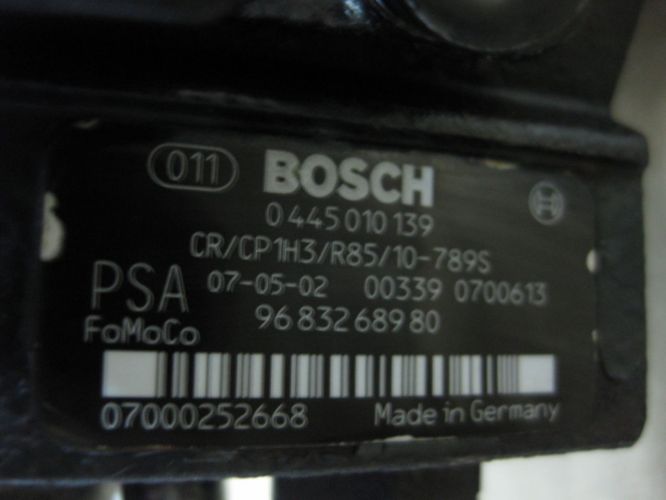 011 BOSCH
0 445 010 139
CR/CP1H3/R85/10-789S
PSA 07-05-02 00339 0700613
FoMoCo 96 832 689 80
07000252668 Made in Germany